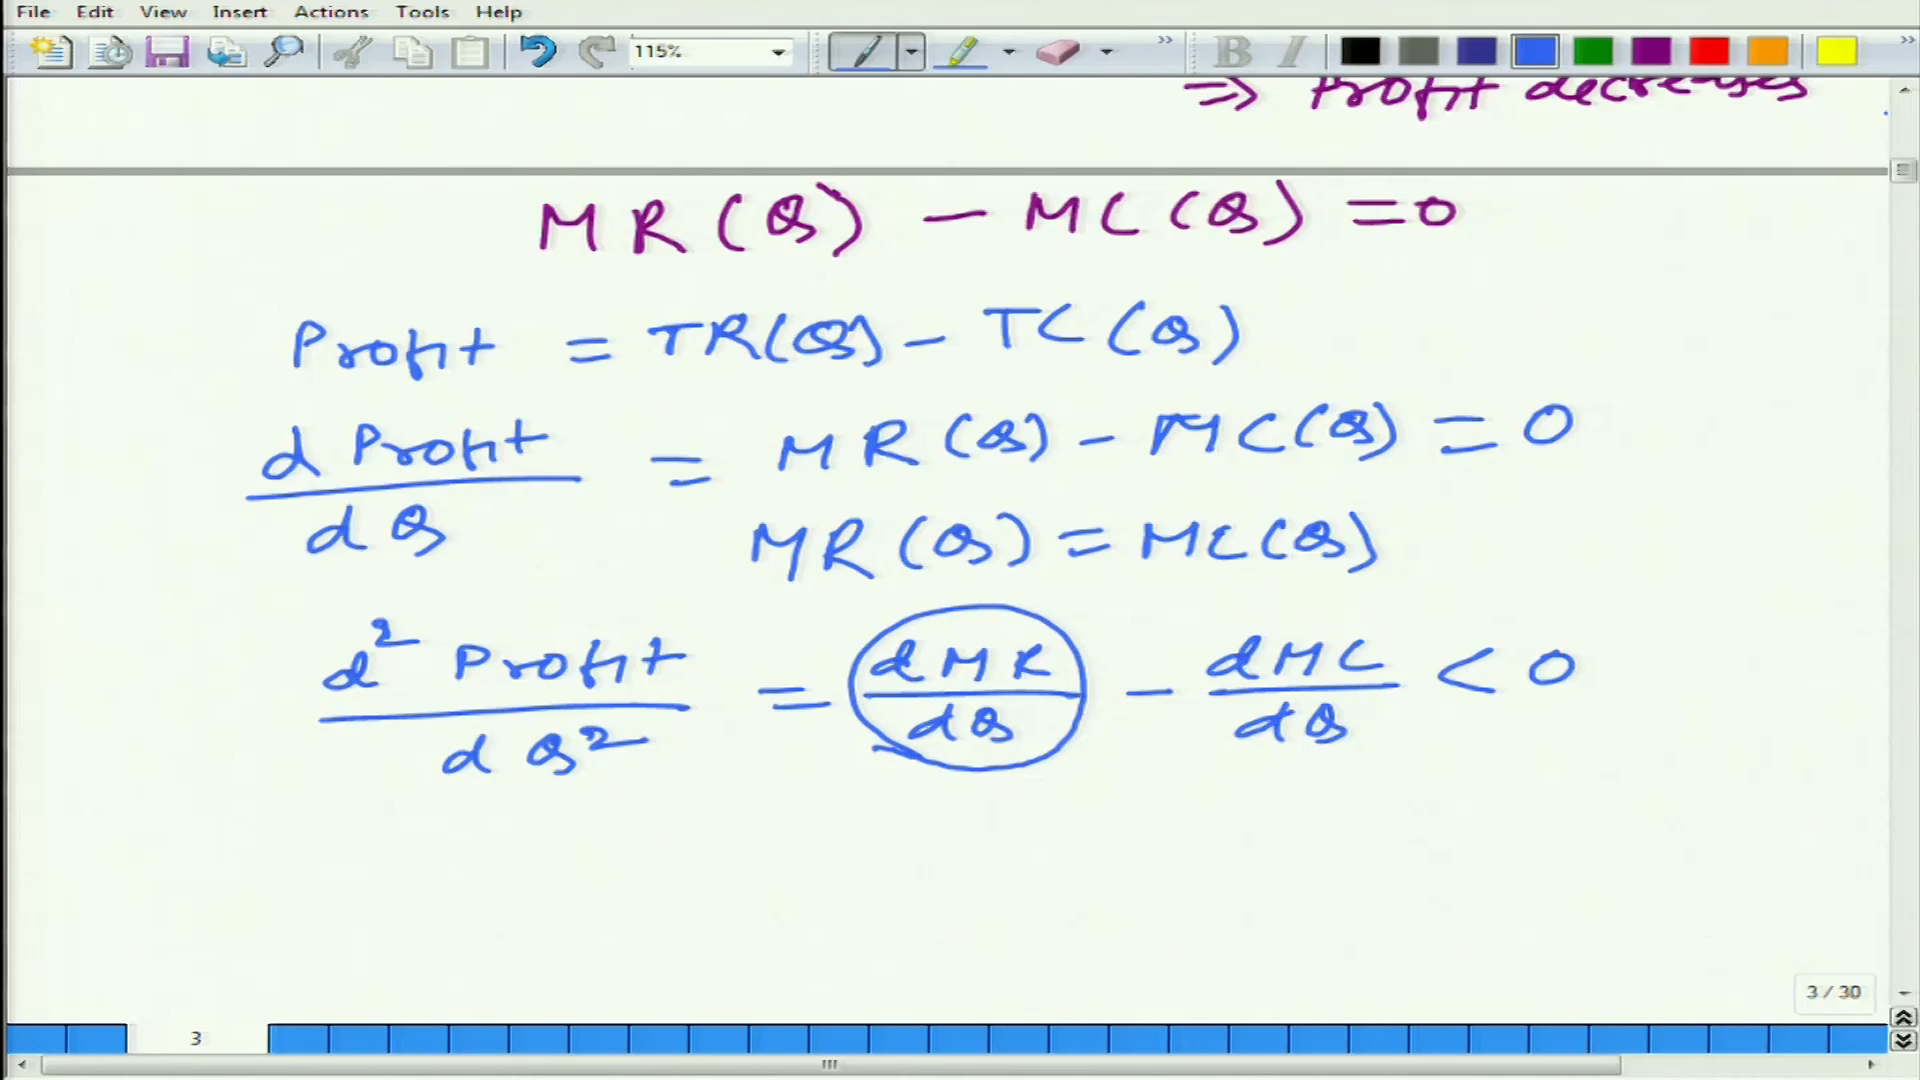 File Edit View Insert Actions Tools Help
115%
⇒ Profit decreases
MR(Q) - MC(Q) = 0
Profit = TR(Q) - TC(Q)
d Profit / dQ = MR(Q) - MC(Q) = 0
MR(Q) = MC(Q)
d² Profit / dQ² = dMR / dQ - dMC / dQ < 0
3 / 30
3